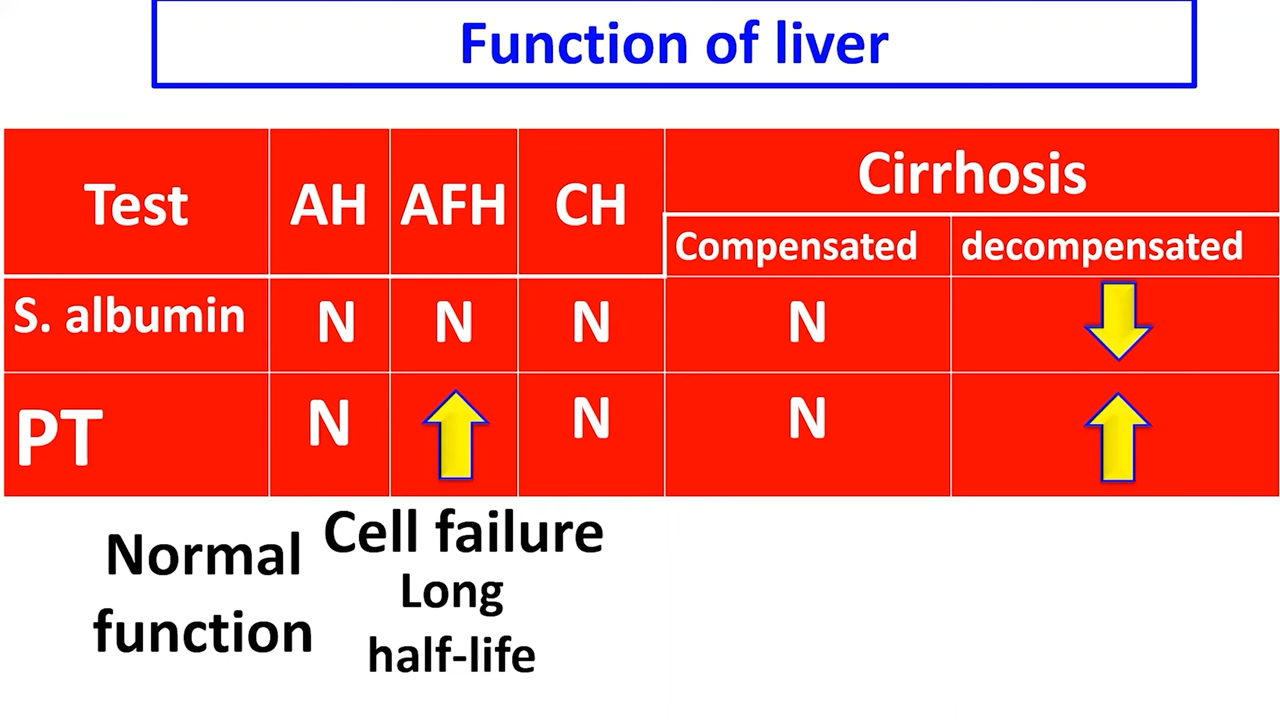 Function of liver
Test AH AFH CH Cirrhosis
Compensated decompensated
S. albumin N N N N
PT N N N
Normal
function
Cell failure
Long
half-life